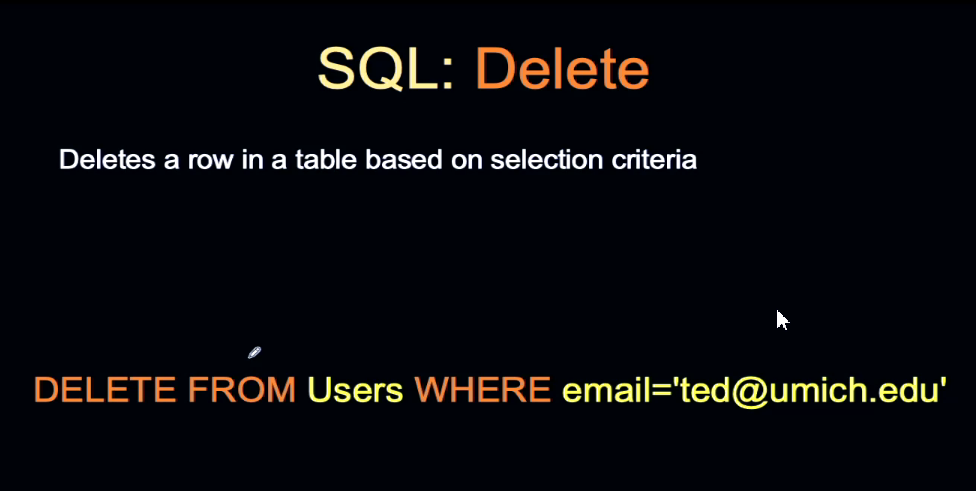 SQL: Delete
Deletes a row in a table based on selection criteria
DELETE FROM Users WHERE email='ted@umich.edu'